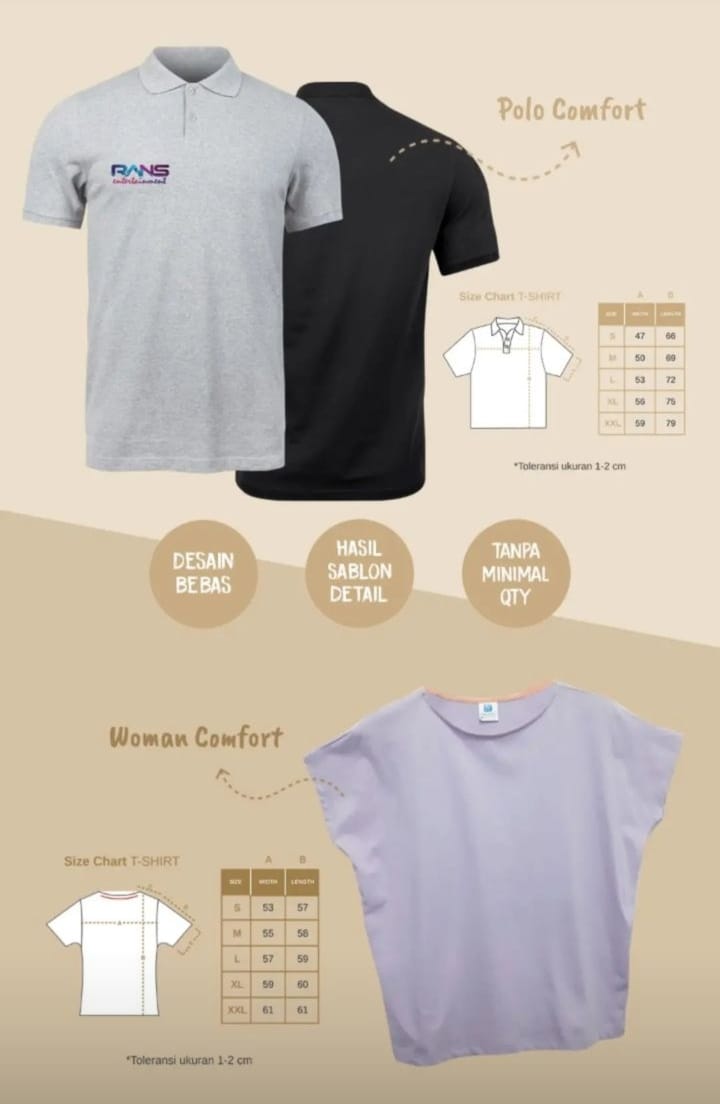 RANS
entertainment
Polo Comfort
Size Chart T-SHIRT
A B
SIZE WIDTH LENGTH
S 47 66
M 50 69
L 53 72
XL 56 75
XXL 59 79
*Toleransi ukuran 1-2 cm
DESAIN
BEBAS
HASIL
SABLON
DETAIL
TANPA
MINIMAL
QTY
Woman Comfort
Size Chart T-SHIRT
A B
SIZE WIDTH LENGTH
S 53 57
M 55 58
L 57 59
XL 59 60
XXL 61 61
*Toleransi ukuran 1-2 cm